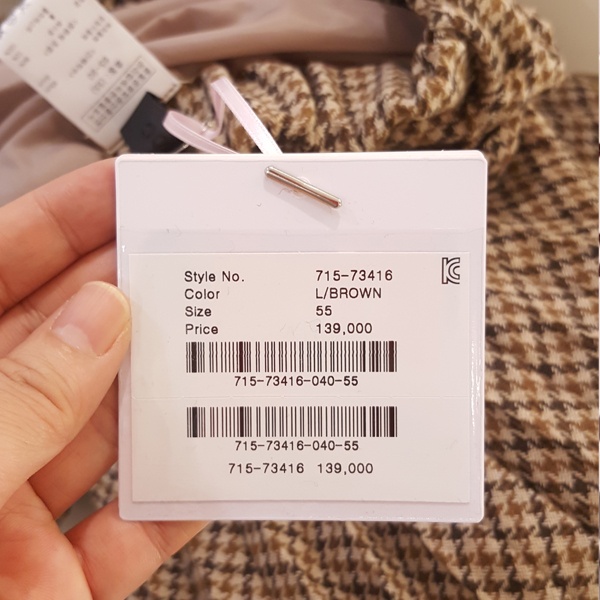 Style No. 715-73416
Color L/BROWN
Size 55
Price 139,000
715-73416-040-55
715-73416-040-55
715-73416 139,000